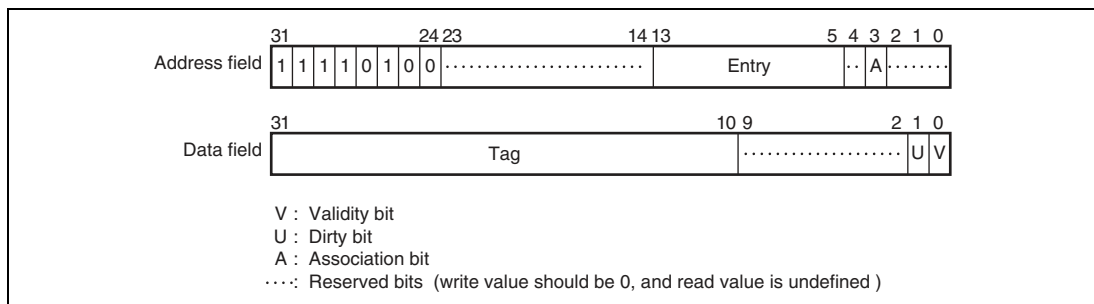 31 24 23 14 13 5 4 3 2 1 0
Address field 1 1 1 1 0 1 0 0 ........................ Entry .. A ........
31 10 9 2 1 0
Data field Tag .................... U V
V : Validity bit
U : Dirty bit
A : Association bit
....: Reserved bits (write value should be 0, and read value is undefined )